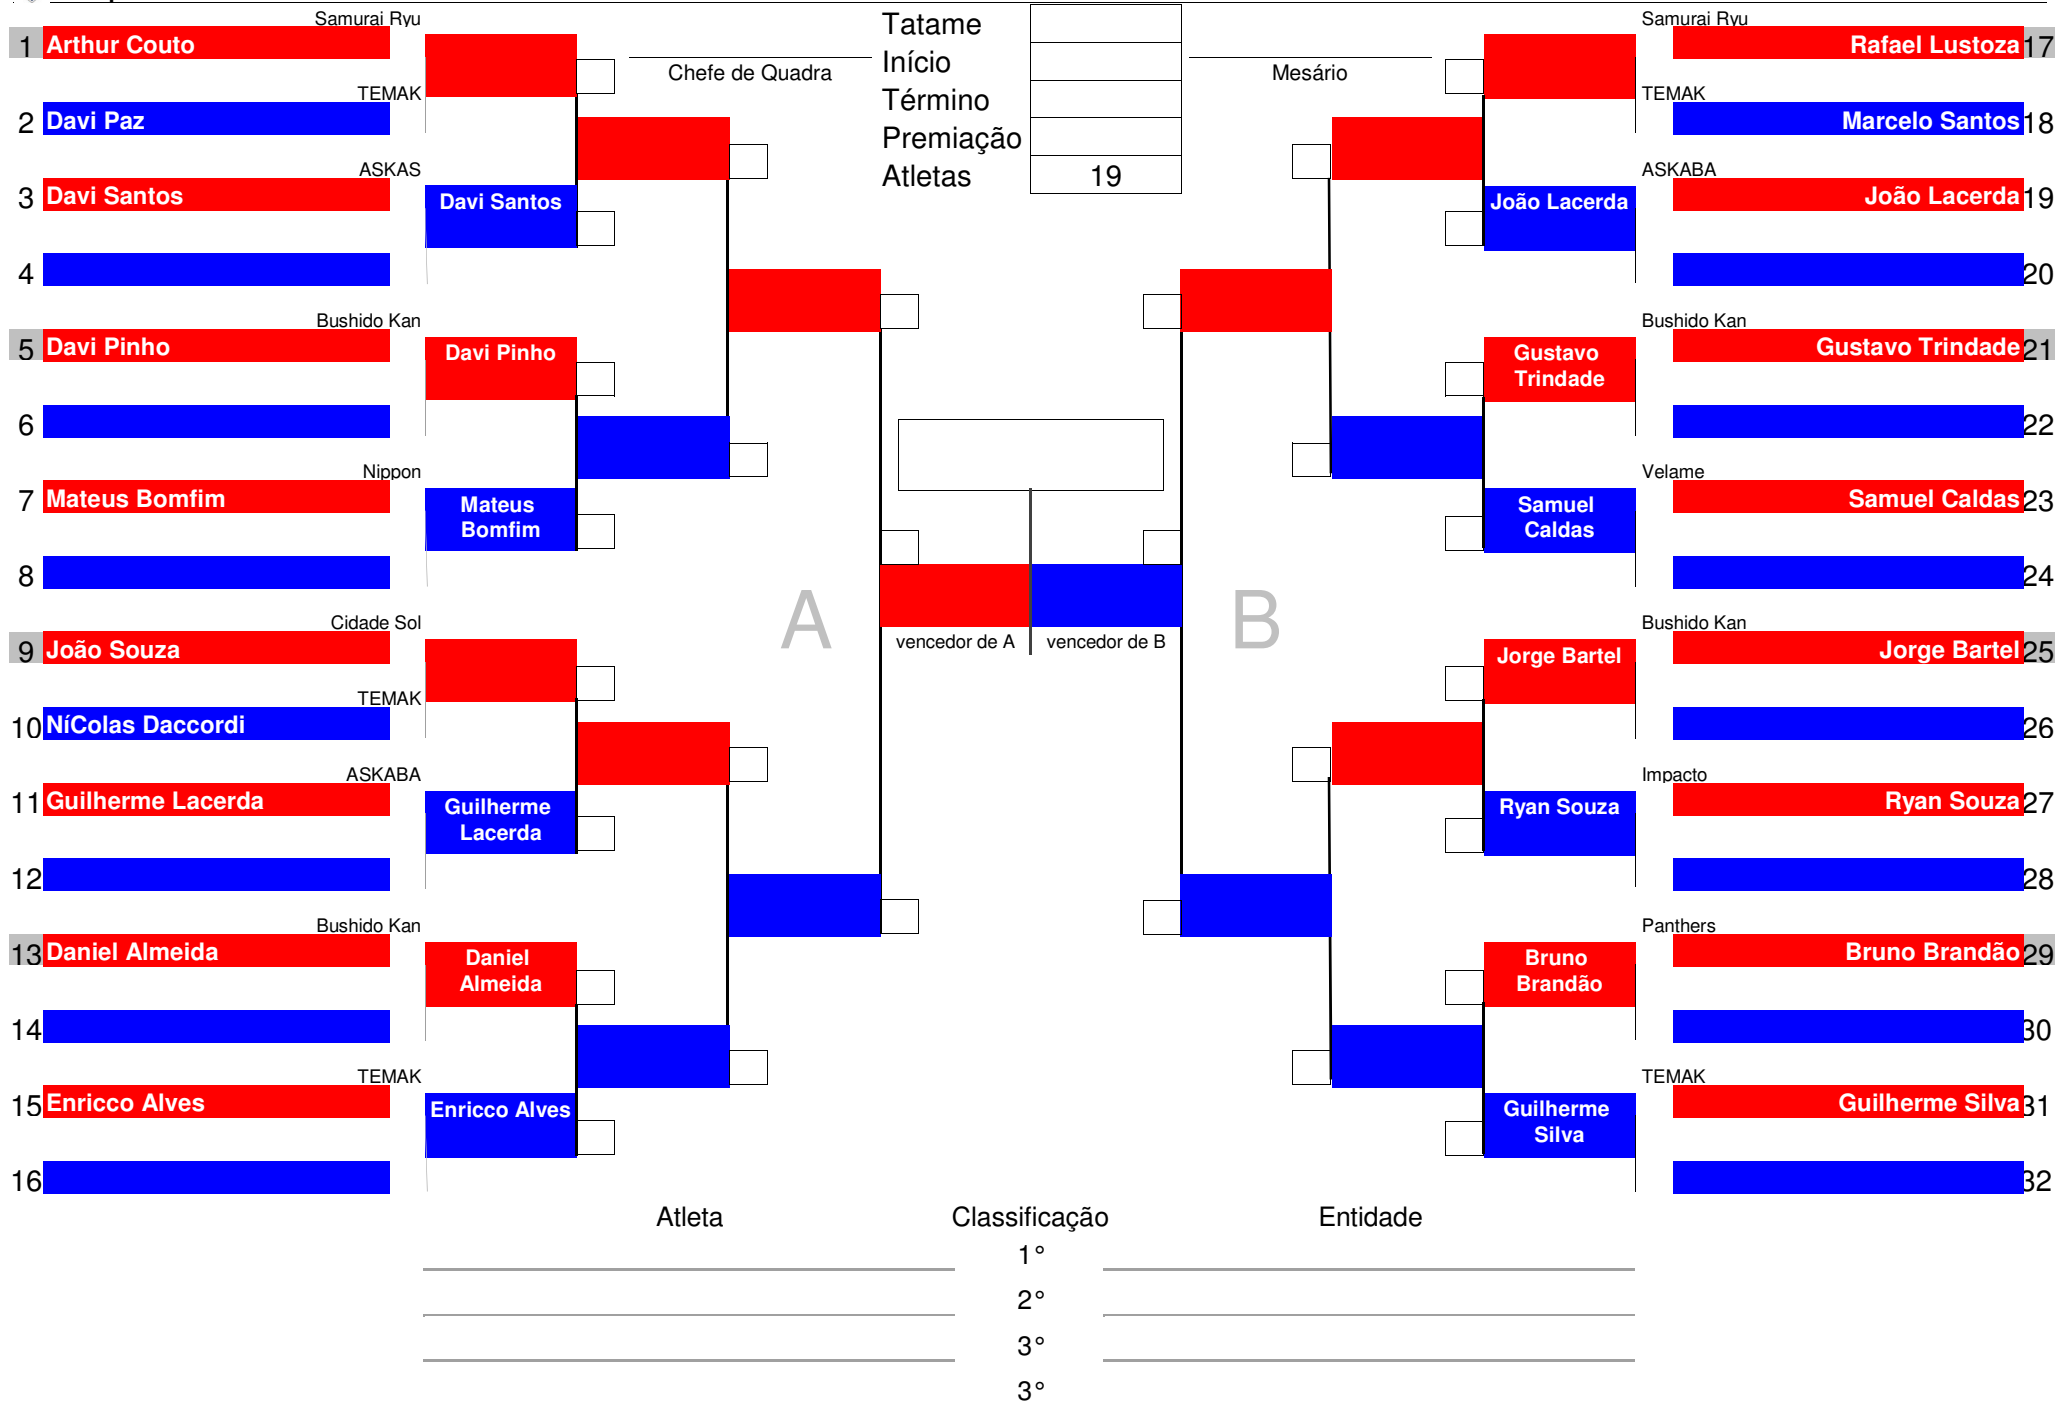 Samurai Ryu
1 Arthur Couto
TEMAK
2 Davi Paz
ASKAS
3 Davi Santos
4
Bushido Kan
5 Davi Pinho
6
Nippon
7 Mateus Bomfim
8
Cidade Sol
9 João Souza
TEMAK
10 NíColas Daccordi
ASKABA
11 Guilherme Lacerda
12
Bushido Kan
13 Daniel Almeida
14
TEMAK
15 Enricco Alves
16
Davi Santos
Davi Pinho
Mateus
Bomfim
Guilherme
Lacerda
Daniel
Almeida
Enricco Alves
Chefe de Quadra
Tatame
Início
Término
Premiação
Atletas 19
Mesário
A
vencedor de A
vencedor de B
B
João Lacerda
Gustavo
Trindade
Samuel
Caldas
Jorge Bartel
Ryan Souza
Bruno
Brandão
Guilherme
Silva
Samurai Ryu
Rafael Lustoza 17
TEMAK
Marcelo Santos 18
ASKABA
João Lacerda 19
20
Bushido Kan
Gustavo Trindade 21
22
Velame
Samuel Caldas 23
24
Bushido Kan
Jorge Bartel 25
26
Impacto
Ryan Souza 27
28
Panthers
Bruno Brandão 29
30
TEMAK
Guilherme Silva 31
32
Atleta Classificação Entidade
1°
2°
3°
3°